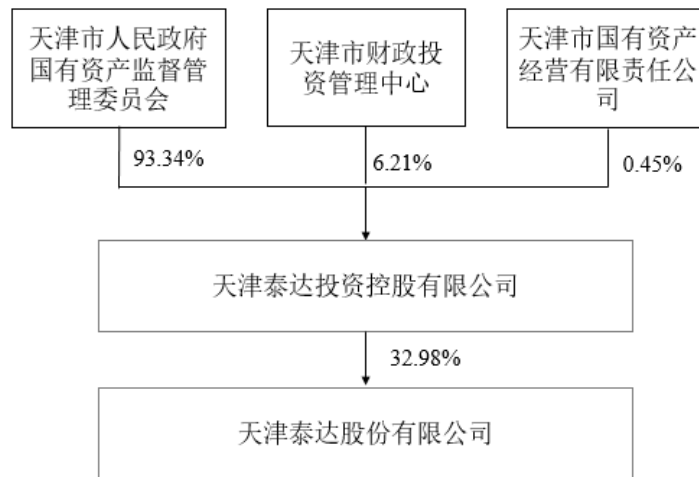 天津市人民政府
国有资产监督管
理委员会
天津市财政投
资管理中心
天津市国有资产
经营有限责任公
司
93.34%
6.21%
0.45%
天津泰达投资控股有限公司
32.98%
天津泰达股份有限公司